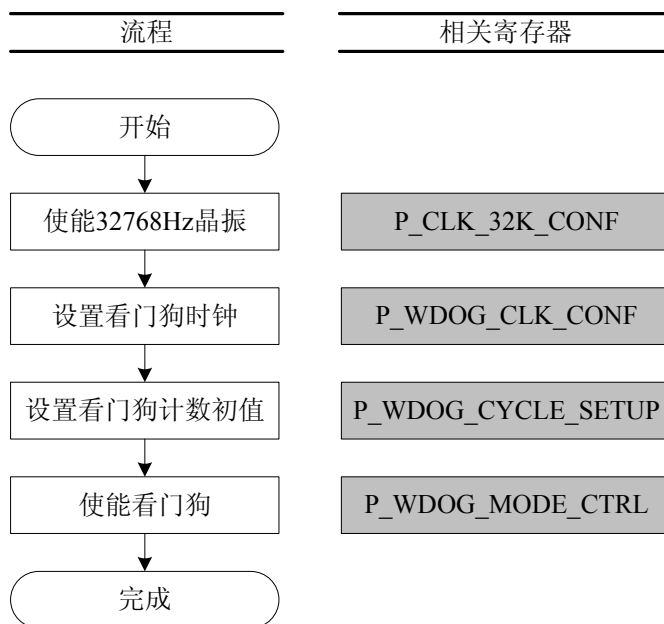 流程 相关寄存器
开始
使能32768Hz晶振 P_CLK_32K_CONF
设置看门狗时钟 P_WDOG_CLK_CONF
设置看门狗计数初值 P_WDOG_CYCLE_SETUP
使能看门狗 P_WDOG_MODE_CTRL
完成